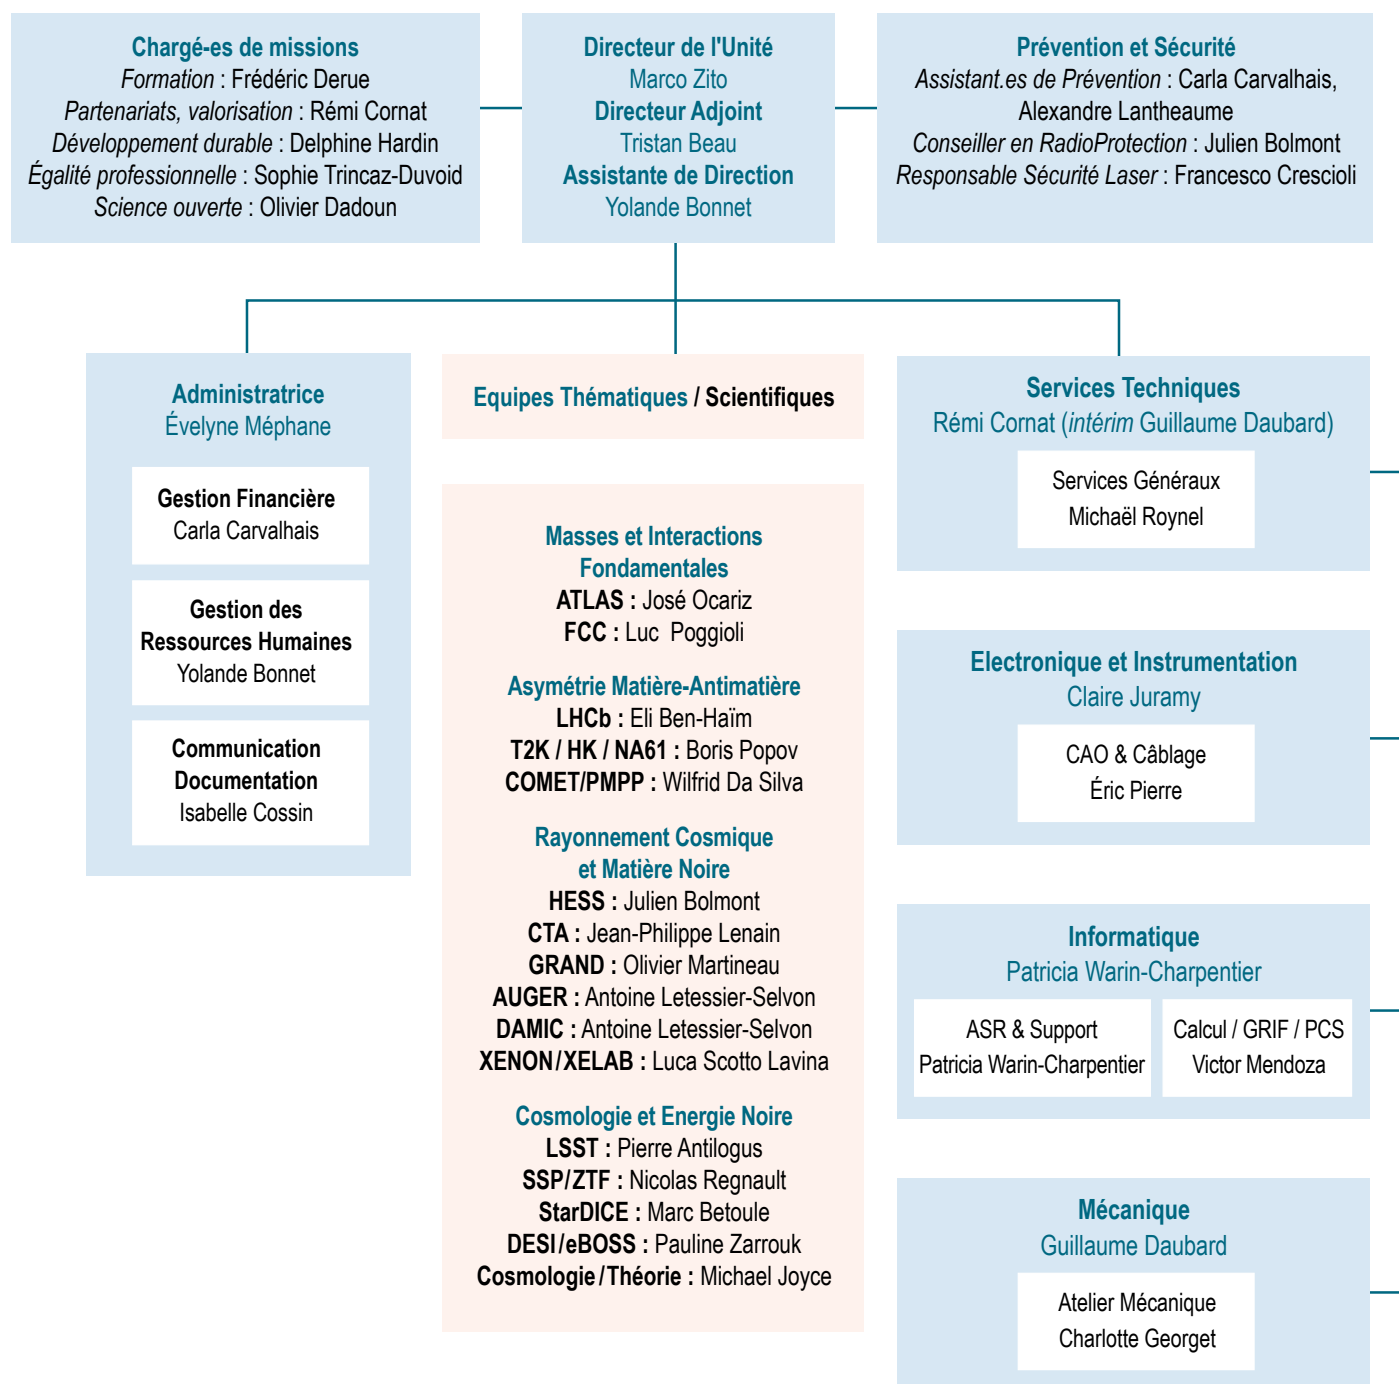 Chargé-es de missions
Formation : Frédéric Derue
Partenariats, valorisation : Rémi Cornat
Développement durable : Delphine Hardin
Égalité professionnelle : Sophie Trincaz-Duvoid
Science ouverte : Olivier Dadoun
Directeur de l'Unité
Marco Zito
Directeur Adjoint
Tristan Beau
Assistante de Direction
Yolande Bonnet
Prévention et Sécurité
Assistant.es de Prévention : Carla Carvalhais,
Alexandre Lantheaume
Conseiller en RadioProtection : Julien Bolmont
Responsable Sécurité Laser : Francesco Crescioli
Administratrice
Évelyne Méphane
Gestion Financière
Carla Carvalhais
Gestion des
Ressources Humaines
Yolande Bonnet
Communication
Documentation
Isabelle Cossin
Equipes Thématiques / Scientifiques
Masses et Interactions
Fondamentales
ATLAS : José Ocariz
FCC : Luc Poggioli
Asymétrie Matière-Antimatière
LHCb : Eli Ben-Haïm
T2K / HK / NA61 : Boris Popov
COMET/PMPP : Wilfrid Da Silva
Rayonnement Cosmique
et Matière Noire
HESS : Julien Bolmont
CTA : Jean-Philippe Lenain
GRAND : Olivier Martineau
AUGER : Antoine Letessier-Selvon
DAMIC : Antoine Letessier-Selvon
XENON/XELAB : Luca Scotto Lavina
Cosmologie et Energie Noire
LSST : Pierre Antilogus
SSP/ZTF : Nicolas Regnault
StarDICE : Marc Betoule
DESI/eBOSS : Pauline Zarrouk
Cosmologie/Théorie : Michael Joyce
Services Techniques
Rémi Cornat (intérim Guillaume Daubard)
Services Généraux
Michaël Roynel
Electronique et Instrumentation
Claire Juramy
CAO & Câblage
Éric Pierre
Informatique
Patricia Warin-Charpentier
ASR & Support
Patricia Warin-Charpentier
Calcul / GRIF / PCS
Victor Mendoza
Mécanique
Guillaume Daubard
Atelier Mécanique
Charlotte Georget